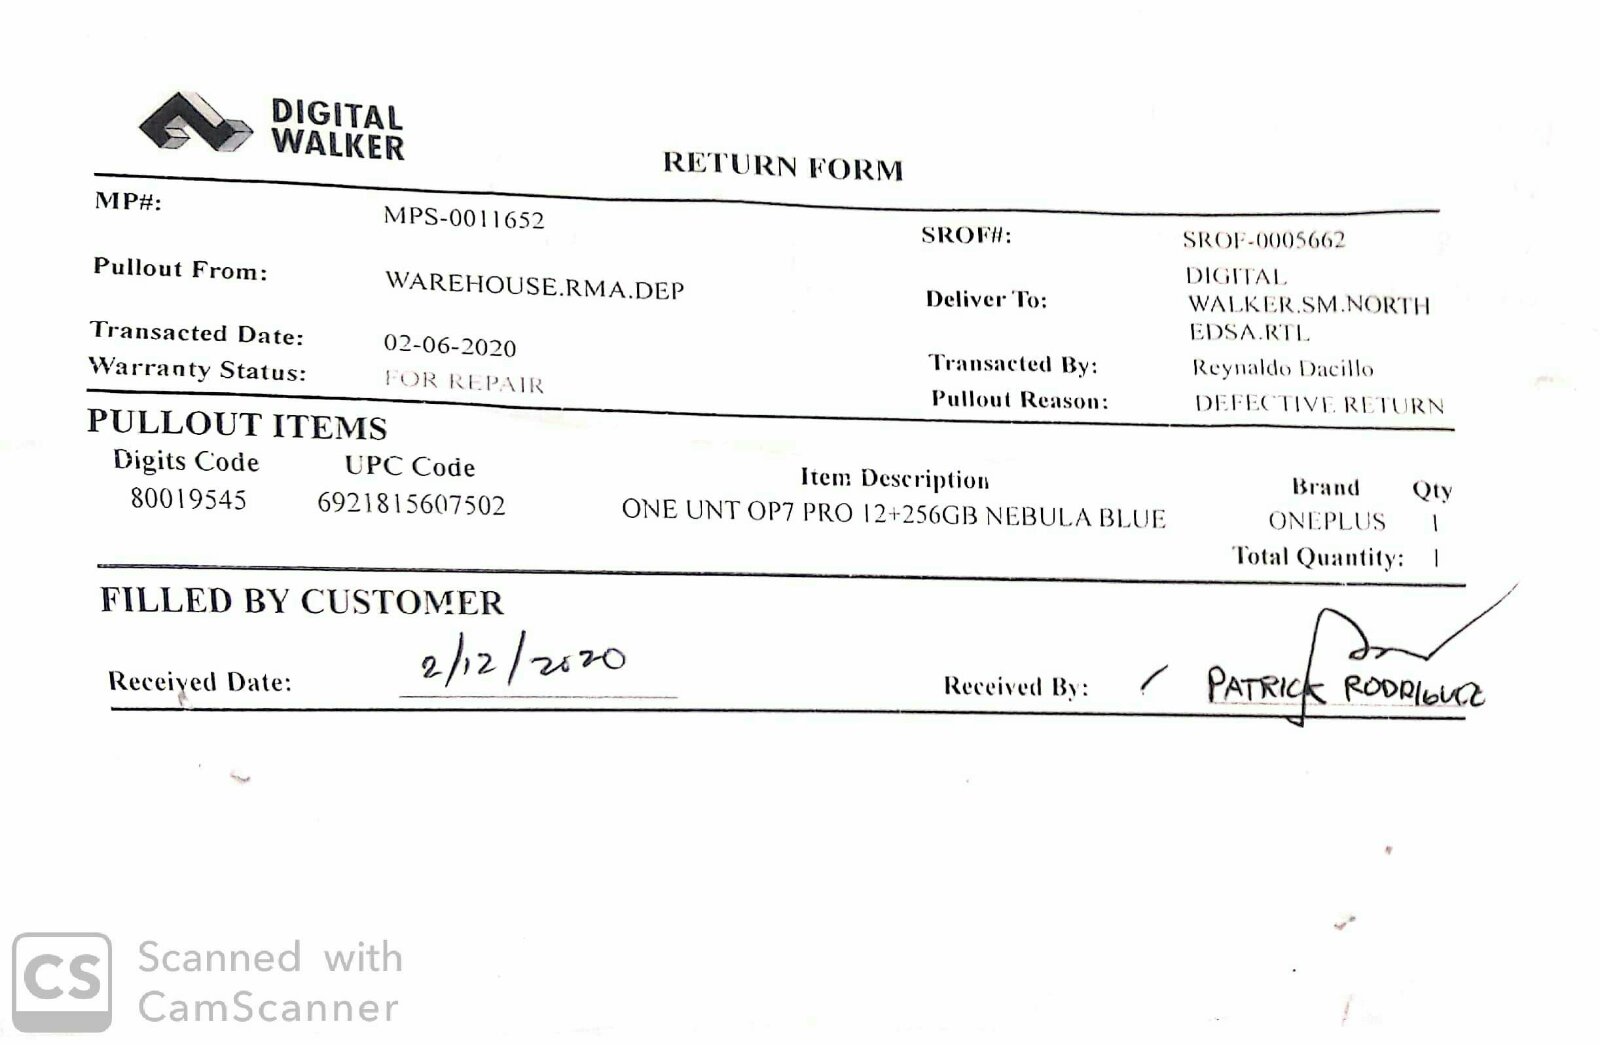 DIGITAL
WALKER
RETURN FORM
MP#: MPS-0011652 SROF#: SROF-0005662
Pullout From: WAREHOUSE.RMA.DEP Deliver To: DIGITAL
WALKER.SM.NORTH
EDSA.RTL
Transacted Date: 02-06-2020 Transacted By: Reynaldo Dacillo
Warranty Status: FOR REPAIR Pullout Reason: DEFECTIVE RETURN
PULLOUT ITEMS
Digits Code UPC Code Item Description Brand Qty
80019545 6921815607502 ONE UNT OP7 PRO 12+256GB NEBULA BLUE ONEPLUS 1
Total Quantity: 1
FILLED BY CUSTOMER
Received Date: 2/12/2020 Received By: PATRICK RODRIGUEZ
CS Scanned with
CamScanner